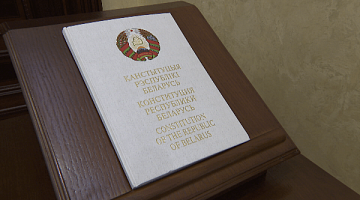 КАНСТЫТУЦЫЯ
РЭСПУБЛІКІ
БЕЛАРУСЬ
КОНСТИТУЦИЯ
РЕСПУБЛИКИ
БЕЛАРУСЬ
CONSTITUTION
OF THE REPUBLIC
OF BELARUS